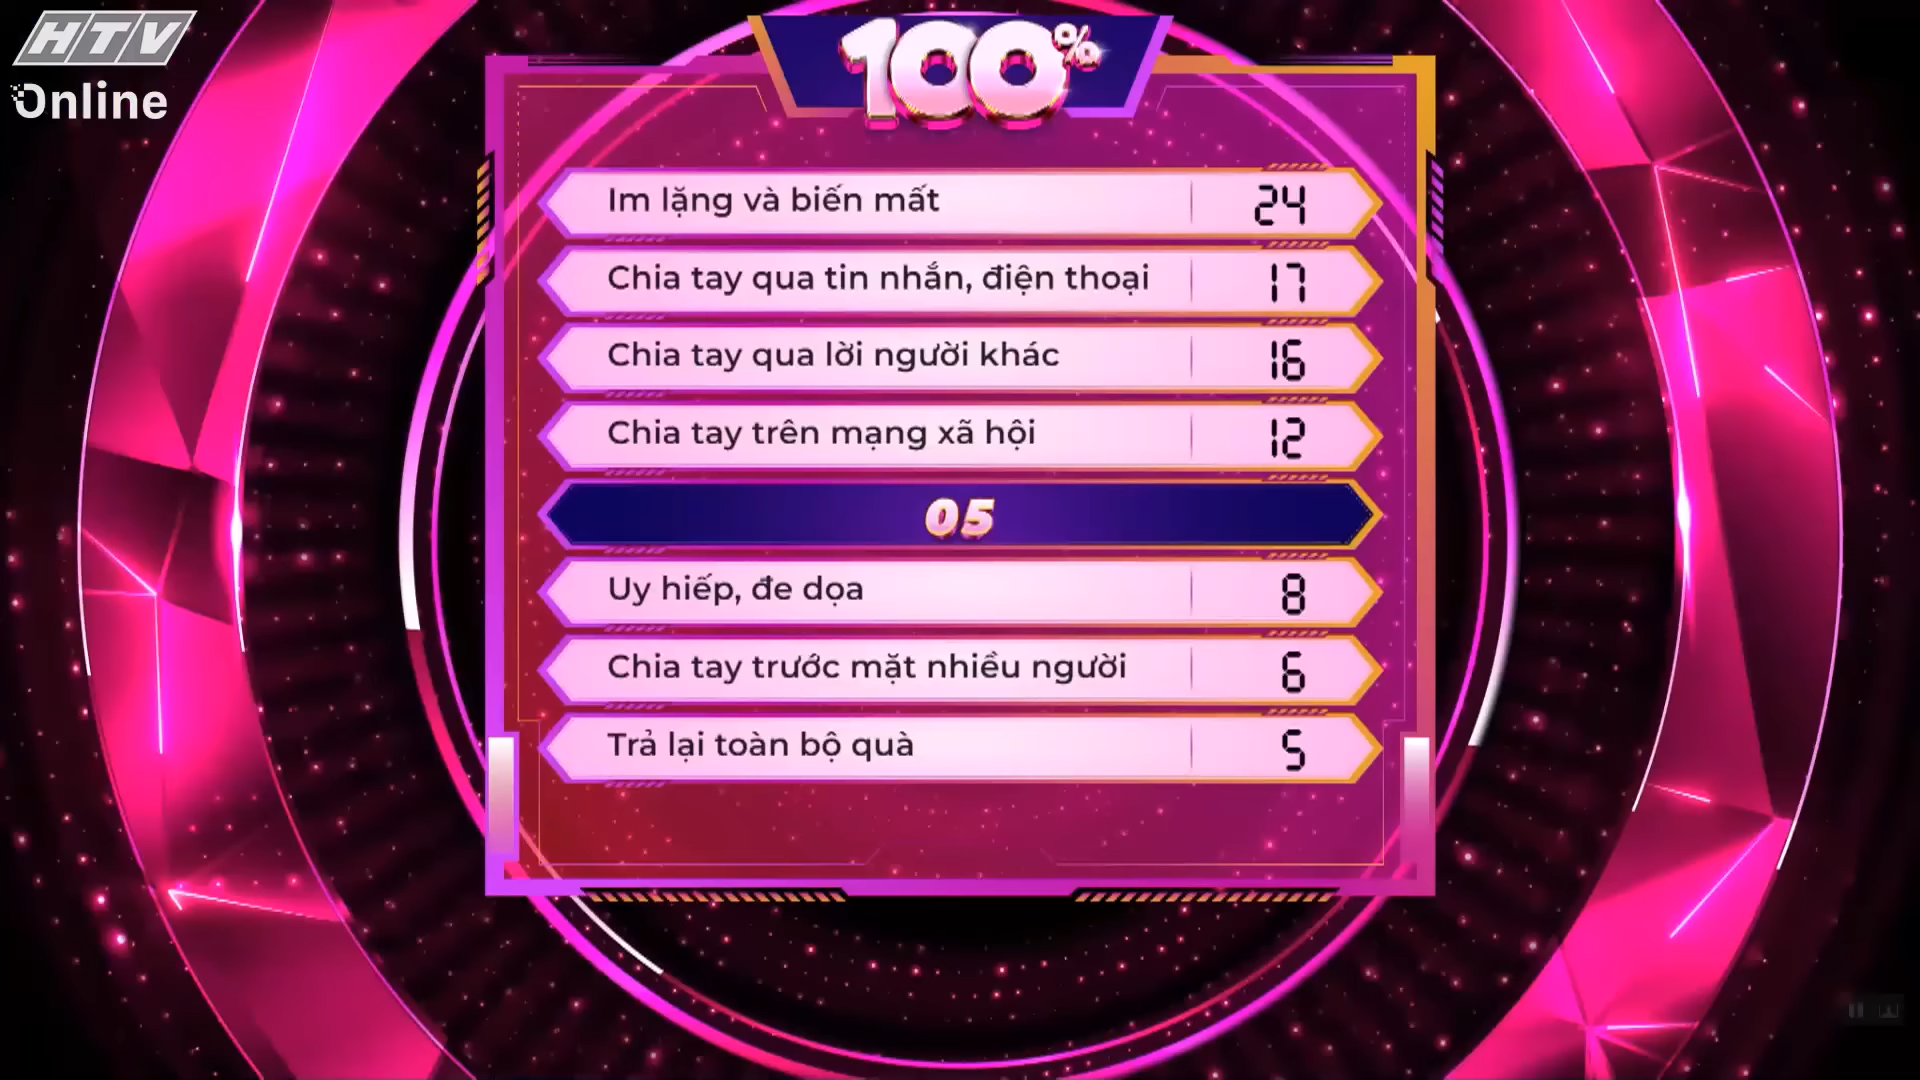 HTV
Online
100%
Im lặng và biến mất 24
Chia tay qua tin nhắn, điện thoại 17
Chia tay qua lời người khác 16
Chia tay trên mạng xã hội 12
05
Uy hiếp, đe dọa 8
Chia tay trước mặt nhiều người 6
Trả lại toàn bộ quà 5